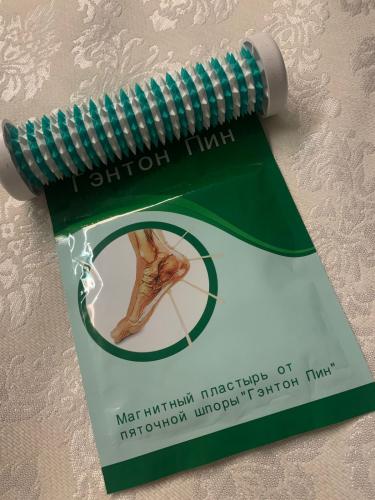 Гэнтон Пин
Магнитный пластырь от
пяточной шпоры "Гэнтон Пин"